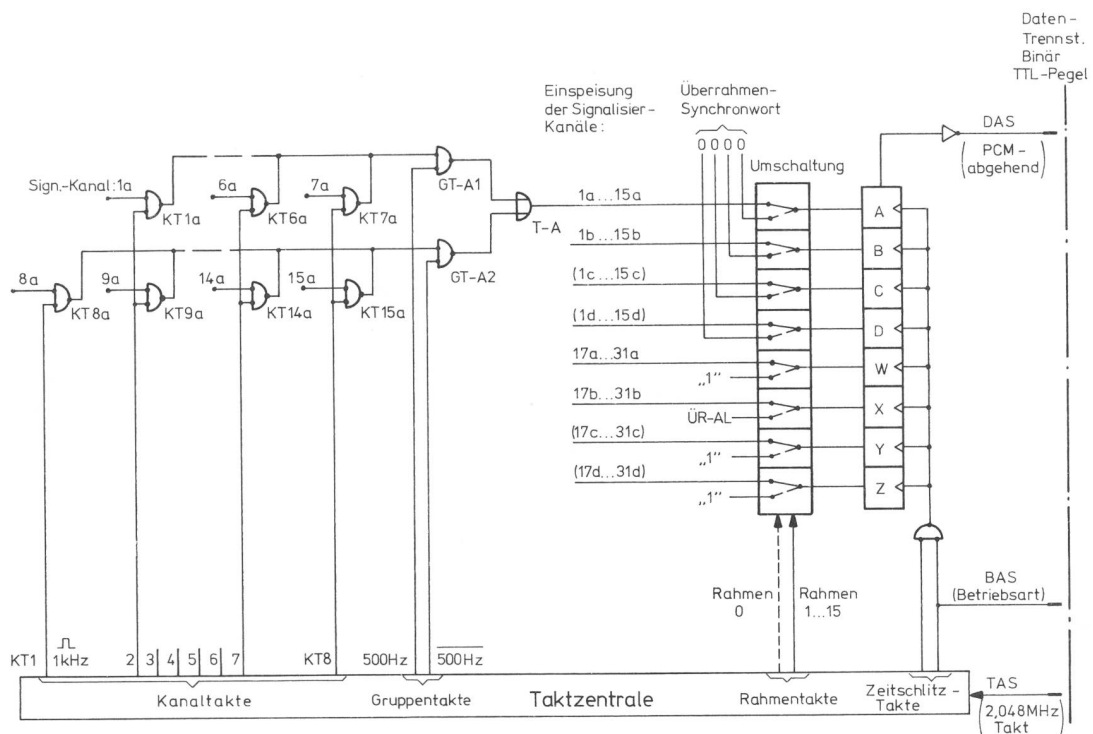 Daten-
Trennst.
Binär
TTL-Pegel
Einspeisung
der Signalisier-
Kanäle:
Überrahmen-
Synchronwort
0 0 0 0
Umschaltung
DAS
(PCM-
abgehend)
Sign.-Kanal: 1a
KT1a
6a
KT6a
7a
KT7a
GT-A1
T-A
8a
KT8a
9a
KT9a
14a
KT14a
15a
KT15a
GT-A2
1a...15a
A
1b...15b
B
(1c...15c)
C
(1d...15d)
D
17a...31a
„1"
W
17b...31b
ÜR-AL
X
(17c...31c)
„1"
Y
(17d...31d)
„1"
Z
Rahmen
0
Rahmen
1...15
BAS
(Betriebsart)
KT1
1kHz
2
3
4
5
6
7
KT8
500Hz
500Hz
Kanaltakte
Gruppentakte
Taktzentrale
Rahmentakte
Zeitschlitz-
Takte
TAS
(2,048MHz
Takt)